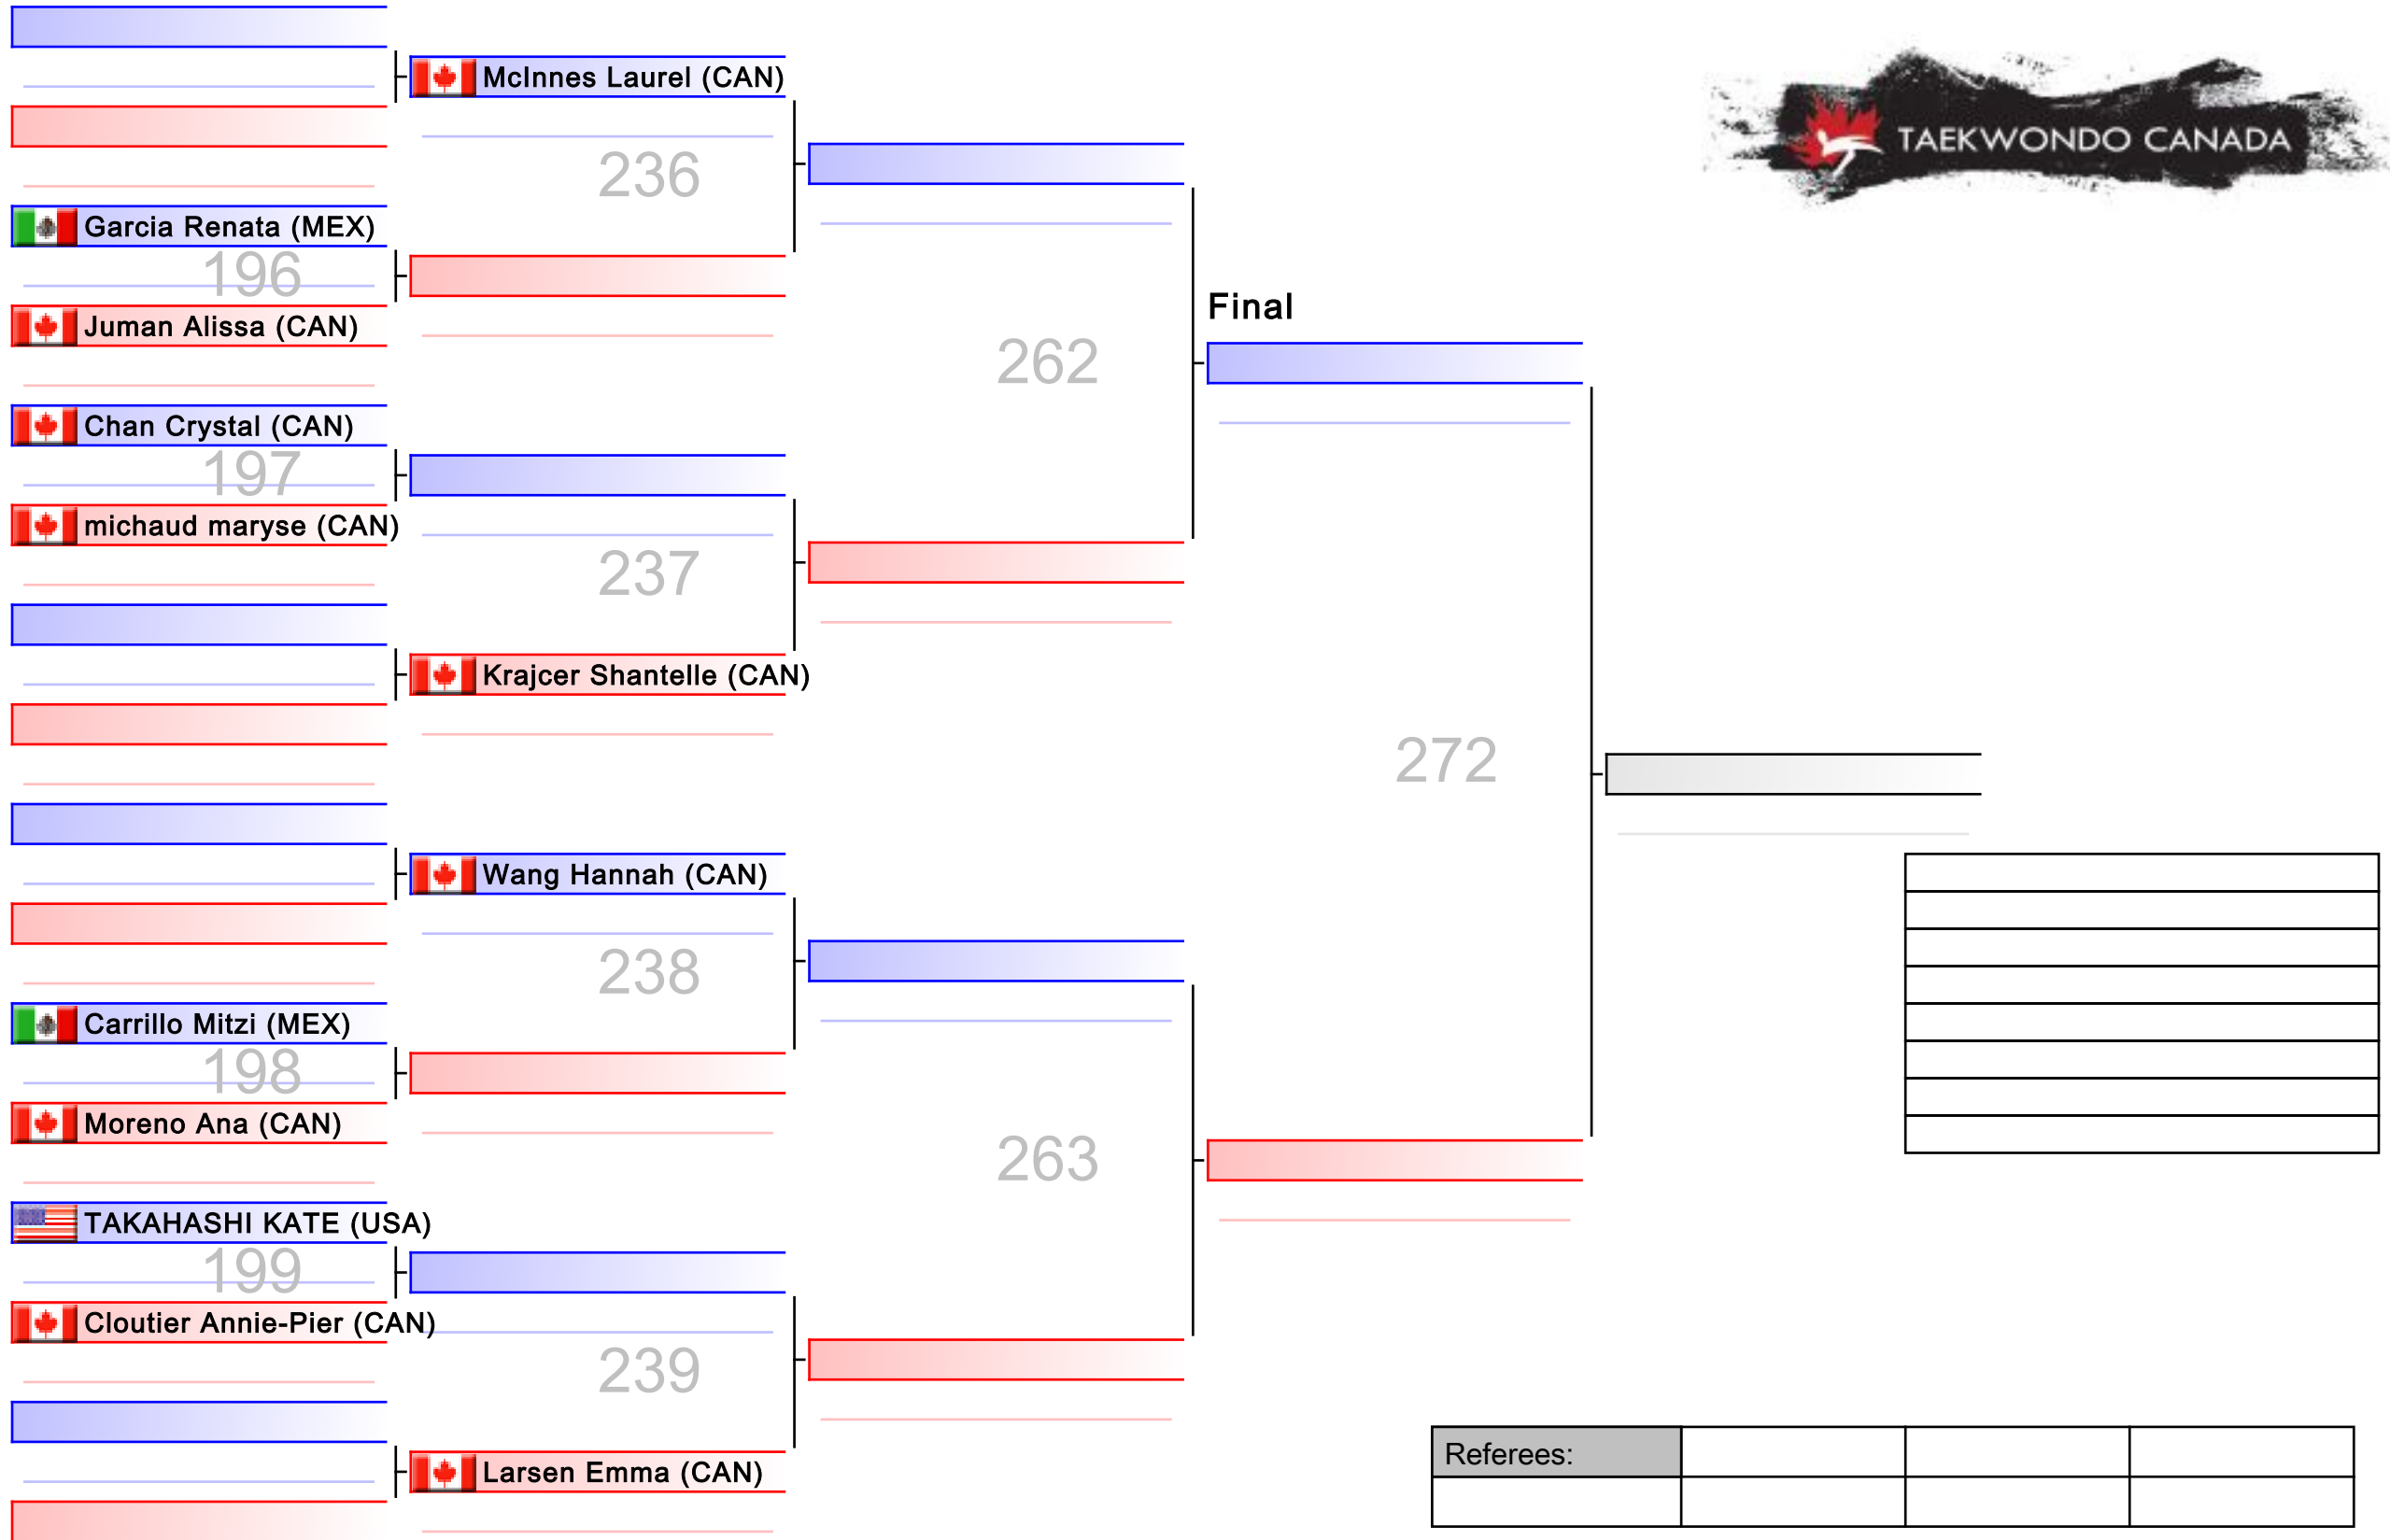 McInnes Laurel (CAN)
TAEKWONDO CANADA
236
Garcia Renata (MEX)
196
Juman Alissa (CAN)
Final
262
Chan Crystal (CAN)
197
michaud maryse (CAN)
237
Krajcer Shantelle (CAN)
272
Wang Hannah (CAN)
238
Carrillo Mitzi (MEX)
198
Moreno Ana (CAN)
263
TAKAHASHI KATE (USA)
199
Cloutier Annie-Pier (CAN)
239
Larsen Emma (CAN)
Referees: